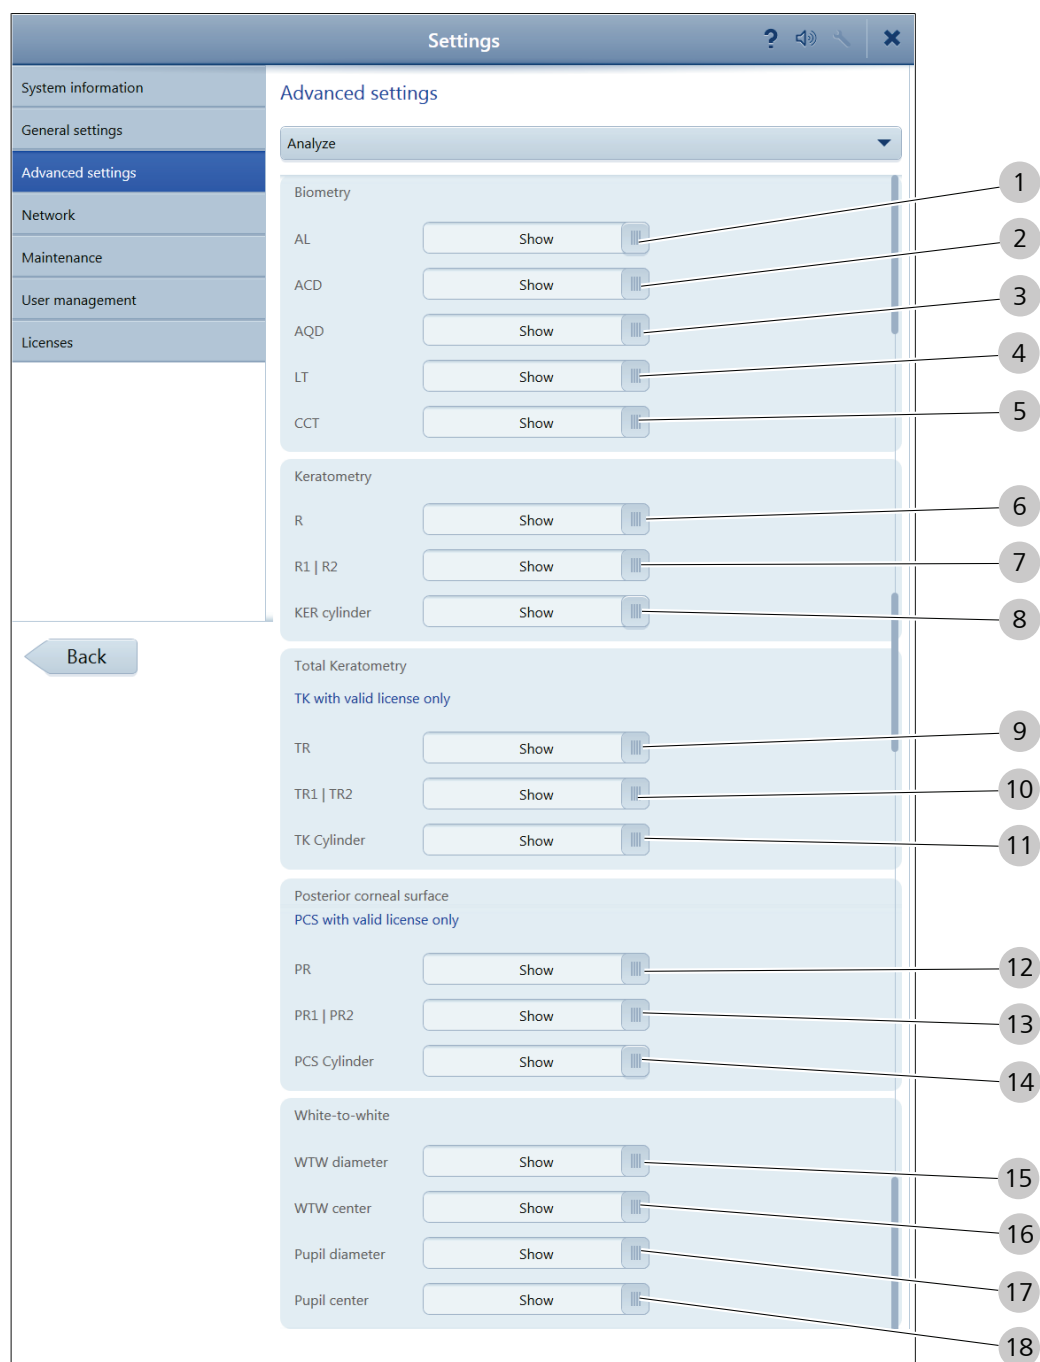 Settings
?
System information
General settings
Advanced settings
Network
Maintenance
User management
Licenses
Back
Advanced settings
Analyze
Biometry
AL Show 1
ACD Show 2
AQD Show 3
LT Show 4
CCT Show 5
Keratometry
R Show 6
R1 | R2 Show 7
KER cylinder Show 8
Total Keratometry
TK with valid license only
TR Show 9
TR1 | TR2 Show 10
TK Cylinder Show 11
Posterior corneal surface
PCS with valid license only
PR Show 12
PR1 | PR2 Show 13
PCS Cylinder Show 14
White-to-white
WTW diameter Show 15
WTW center Show 16
Pupil diameter Show 17
Pupil center Show 18